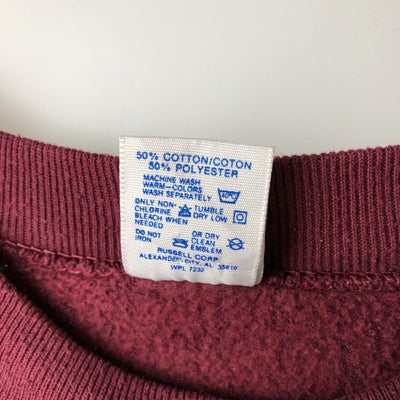 50% COTTON/COTON
50% POLYESTER
MACHINE WASH
WARM-COLORS
WASH SEPARATELY
ONLY NON- TUMBLE
CHLORINE DRY LOW
BLEACH WHEN
NEEDED
DO NOT OR DRY
IRON CLEAN
EMBLEM
RUSSELL CORP.
ALEXANDER CITY, AL 35010
WPL 7232